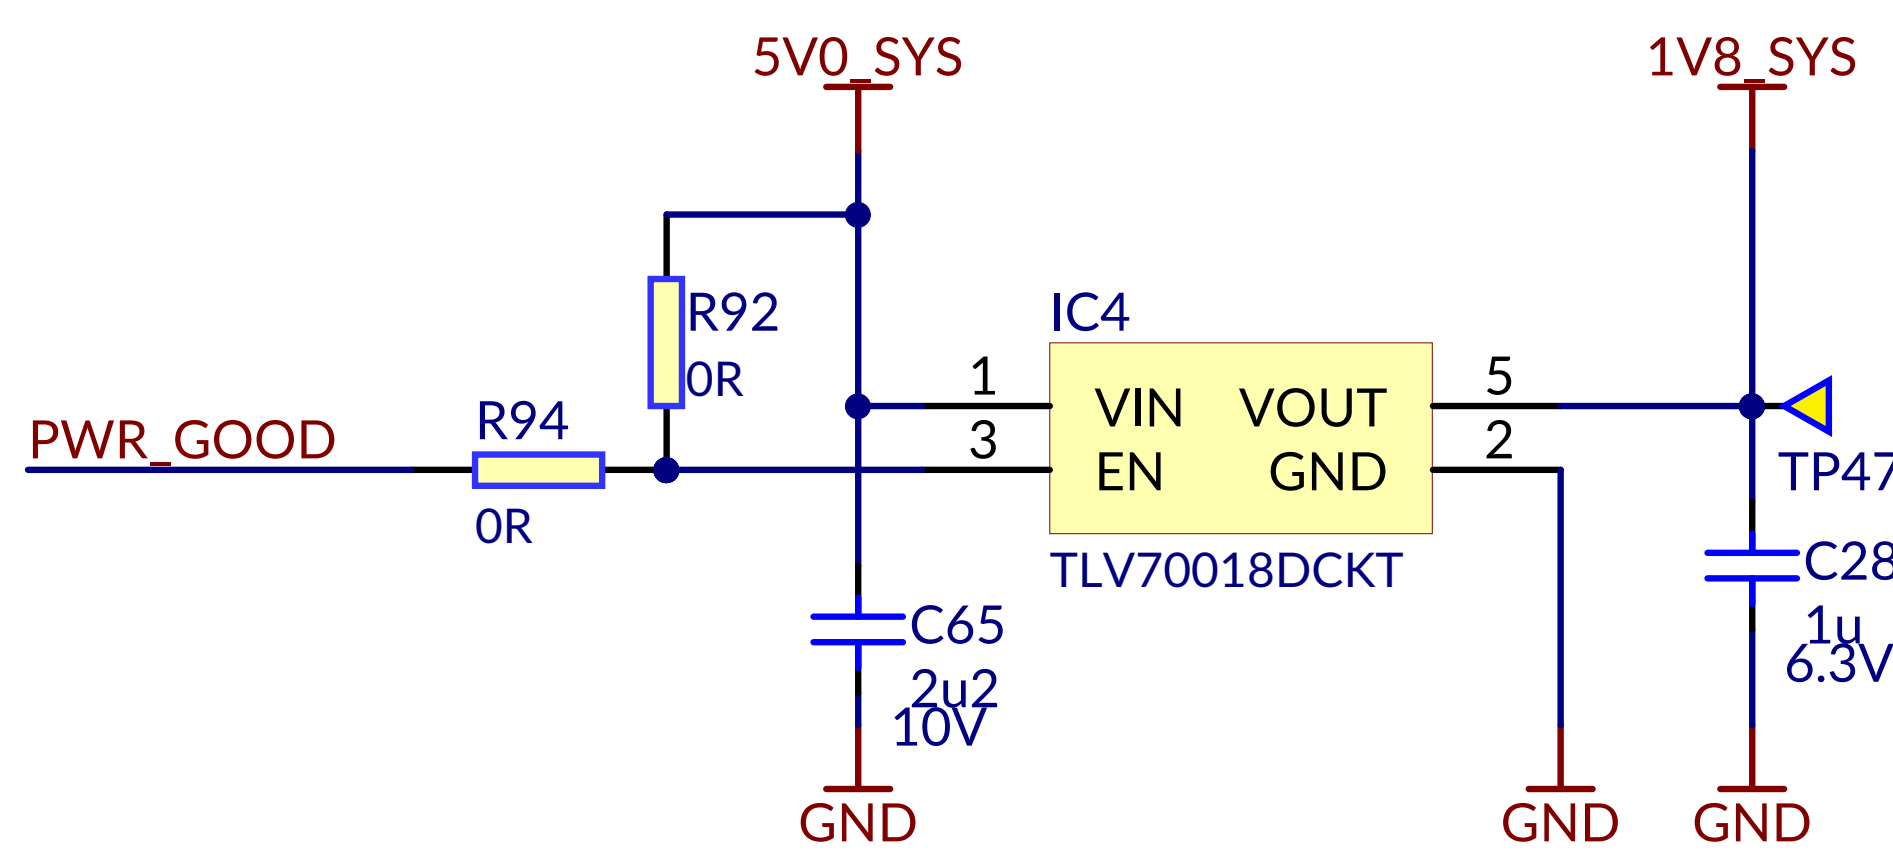 5V0_SYS
1V8_SYS
R92
0R
IC4
1
5
VIN
VOUT
R94
PWR_GOOD
3
2
EN
GND
TP47
0R
TLV70018DCKT
C28
C65
1u
6.3V
2u2
10V
GND
GND
GND